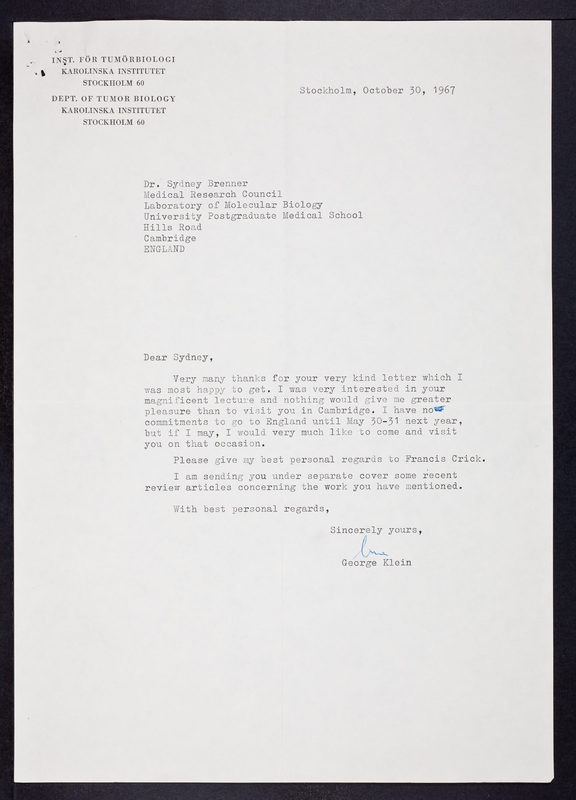 INST. FÖR TUMÖRBIOLOGI
KAROLINSKA INSTITUTET
STOCKHOLM 60
DEPT. OF TUMOR BIOLOGY
KAROLINSKA INSTITUTET
STOCKHOLM 60
Stockholm, October 30, 1967
Dr. Sydney Brenner
Medical Research Council
Laboratory of Molecular Biology
University Postgraduate Medical School
Hills Road
Cambridge
ENGLAND
Dear Sydney,
Very many thanks for your very kind letter which I
was most happy to get. I was very interested in your
magnificent lecture and nothing would give me greater
pleasure than to visit you in Cambridge. I have no
commitments to go to England until May 30-31 next year,
but if I may, I would very much like to come and visit
you on that occasion.
Please give my best personal regards to Francis Crick.
I am sending you under separate cover some recent
review articles concerning the work you have mentioned.
With best personal regards,
Sincerely yours,
George Klein